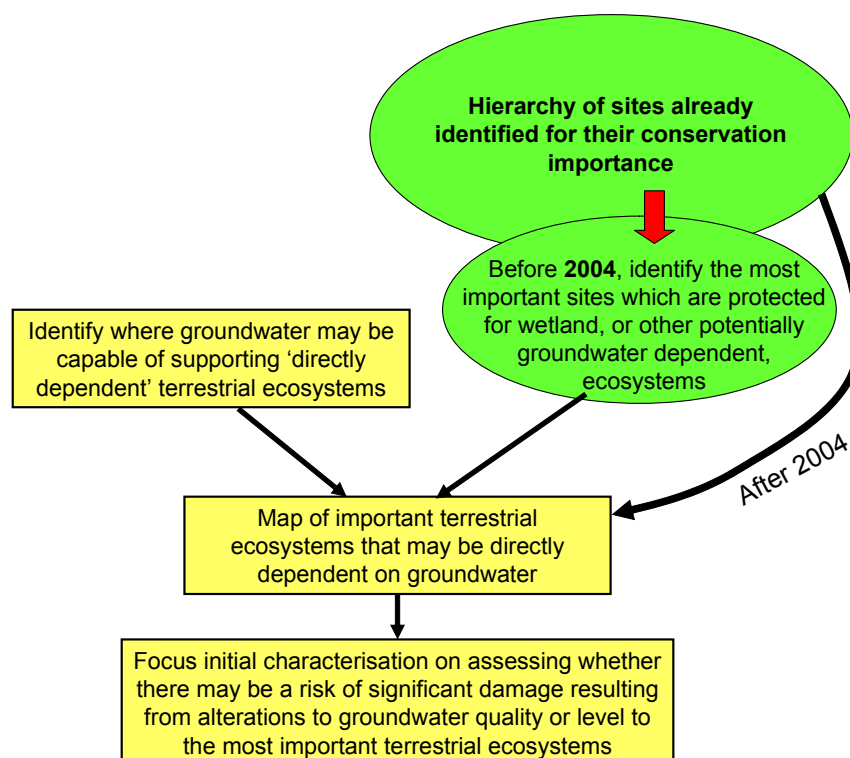 Hierarchy of sites already
identified for their conservation
importance
Before 2004, identify the most
important sites which are protected
for wetland, or other potentially
groundwater dependent,
ecosystems
Identify where groundwater may be
capable of supporting ‘directly
dependent’ terrestrial ecosystems
After 2004
Map of important terrestrial
ecosystems that may be directly
dependent on groundwater
Focus initial characterisation on assessing whether
there may be a risk of significant damage resulting
from alterations to groundwater quality or level to
the most important terrestrial ecosystems